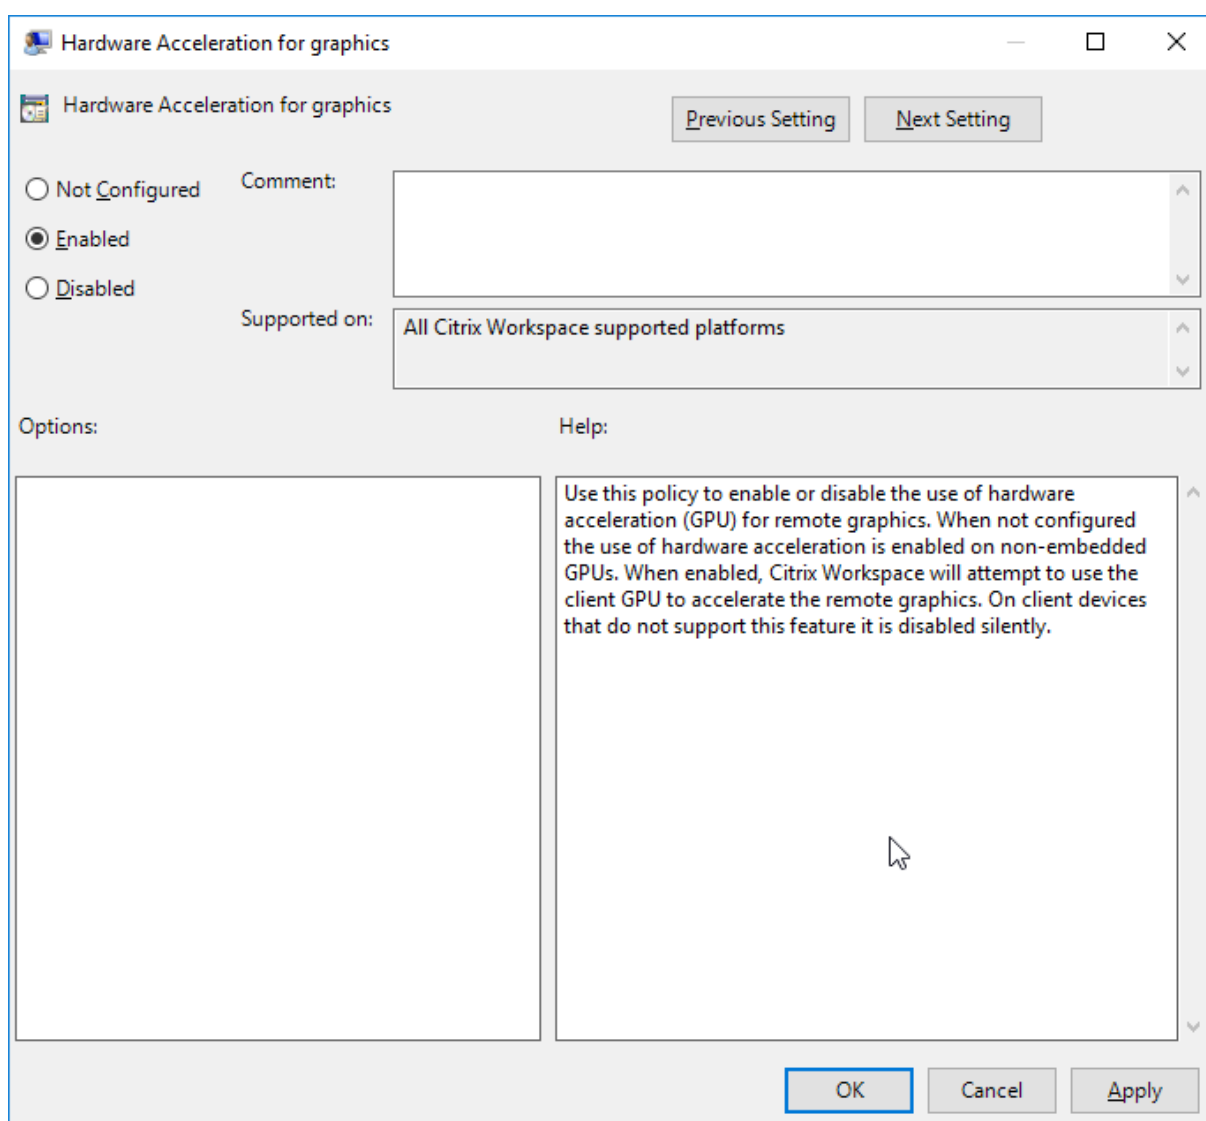 Hardware Acceleration for graphics
Hardware Acceleration for graphics
Previous Setting
Next Setting
Not Configured
Comment:
Enabled
Disabled
Supported on:
All Citrix Workspace supported platforms
Options:
Help:
Use this policy to enable or disable the use of hardware
acceleration (GPU) for remote graphics. When not configured
the use of hardware acceleration is enabled on non-embedded
GPUs. When enabled, Citrix Workspace will attempt to use the
client GPU to accelerate the remote graphics. On client devices
that do not support this feature it is disabled silently.
OK
Cancel
Apply